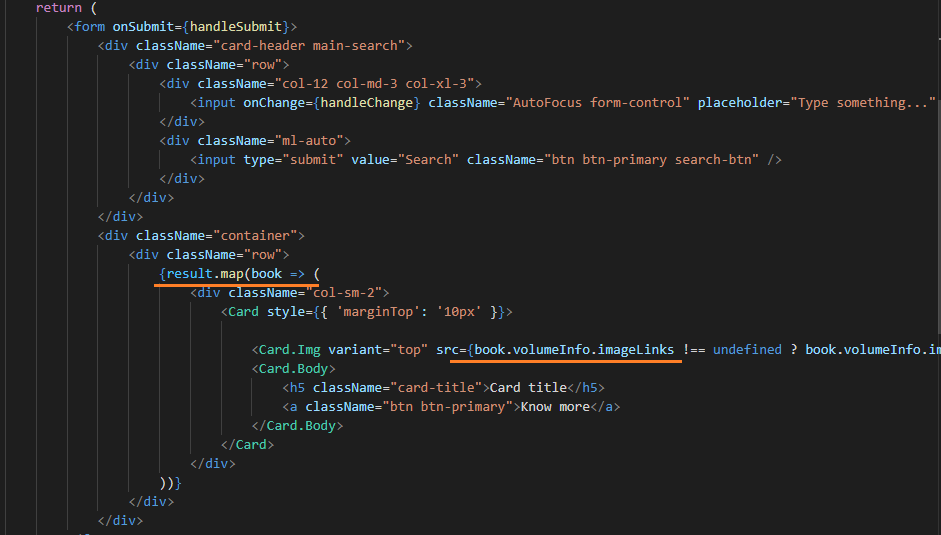 return (
<form onSubmit={handleSubmit}>
<div className="card-header main-search">
<div className="row">
<div className="col-12 col-md-3 col-xl-3">
<input onChange={handleChange} className="AutoFocus form-control" placeholder="Type something..."
</div>
<div className="ml-auto">
<input type="submit" value="Search" className="btn btn-primary search-btn" />
</div>
</div>
</div>
<div className="container">
<div className="row">
{result.map(book => (
<div className="col-sm-2">
<Card style={{ 'marginTop': '10px' }}>
<Card.Img variant="top" src={book.volumeInfo.imageLinks !== undefined ? book.volumeInfo.im
<Card.Body>
<h5 className="card-title">Card title</h5>
<a className="btn btn-primary">Know more</a>
</Card.Body>
</Card>
</div>
))}
</div>
</div>